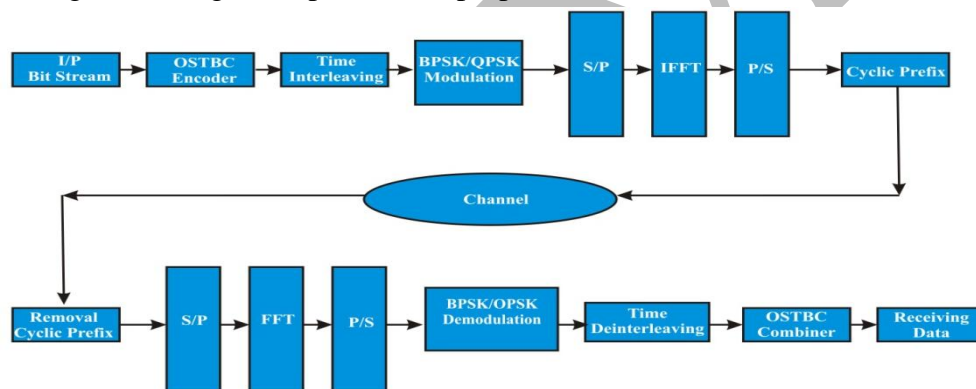 I/P
Bit Stream
OSTBC
Encoder
Time
Interleaving
BPSK/QPSK
Modulation
S/P
IFFT
P/S
Cyclic Prefix
Channel
Removal
Cyclic Prefix
S/P
FFT
P/S
BPSK/OPSK
Demodulation
Time
Deinterleaving
OSTBC
Combiner
Receiving
Data